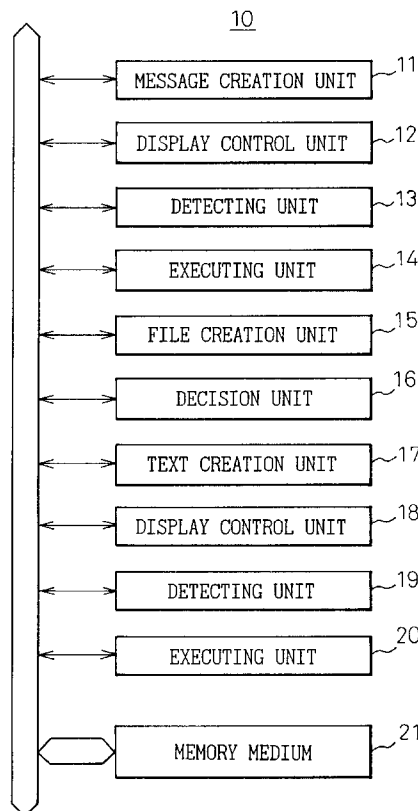 10
MESSAGE CREATION UNIT 11
DISPLAY CONTROL UNIT 12
DETECTING UNIT 13
EXECUTING UNIT 14
FILE CREATION UNIT 15
DECISION UNIT 16
TEXT CREATION UNIT 17
DISPLAY CONTROL UNIT 18
DETECTING UNIT 19
EXECUTING UNIT 20
MEMORY MEDIUM 21